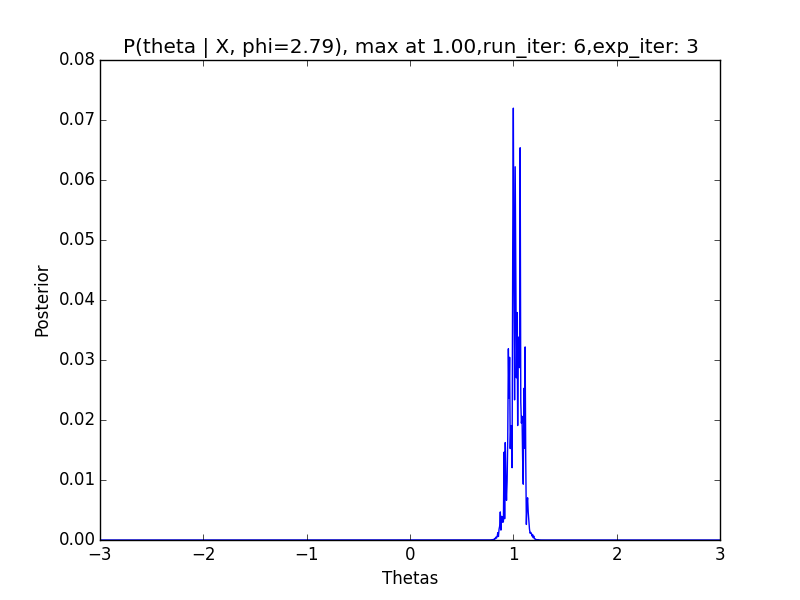 P(theta | X, phi=2.79), max at 1.00,run_iter: 6,exp_iter: 3
0.08
0.07
0.06
0.05
0.04
0.03
0.02
0.01
0.00
Posterior
−3 −2 −1 0 1 2 3
Thetas